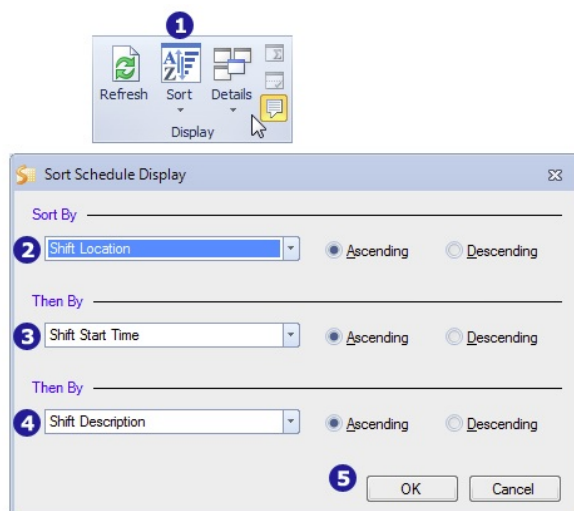 1
Refresh Sort Details
Display
Sort Schedule Display
Sort By
2 Shift Location Ascending Descending
Then By
3 Shift Start Time Ascending Descending
Then By
4 Shift Description Ascending Descending
5 OK Cancel